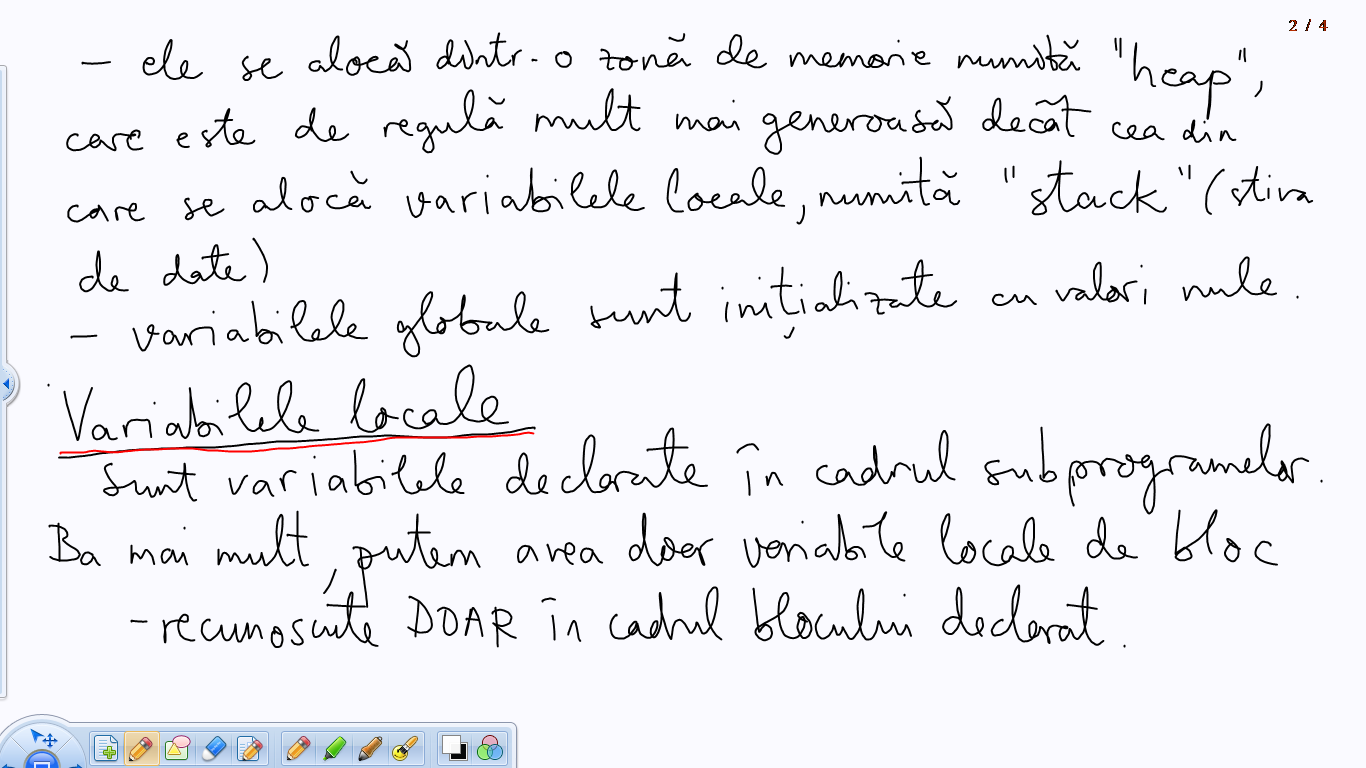 2 / 4
- ele se alocă dintr-o zonă de memorie numită "heap",
care este de regulă mult mai generoasă decât cea din
care se alocă variabilele locale, numită "stack" (stiva
de date)
- variabilele globale sunt inițializate cu valori nule.
Variabilele locale
Sunt variabilele declarate în cadrul subprogramelor.
Ba mai mult, putem avea doar variabile locale de bloc
- recunoscute DOAR în cadrul blocului declarat.